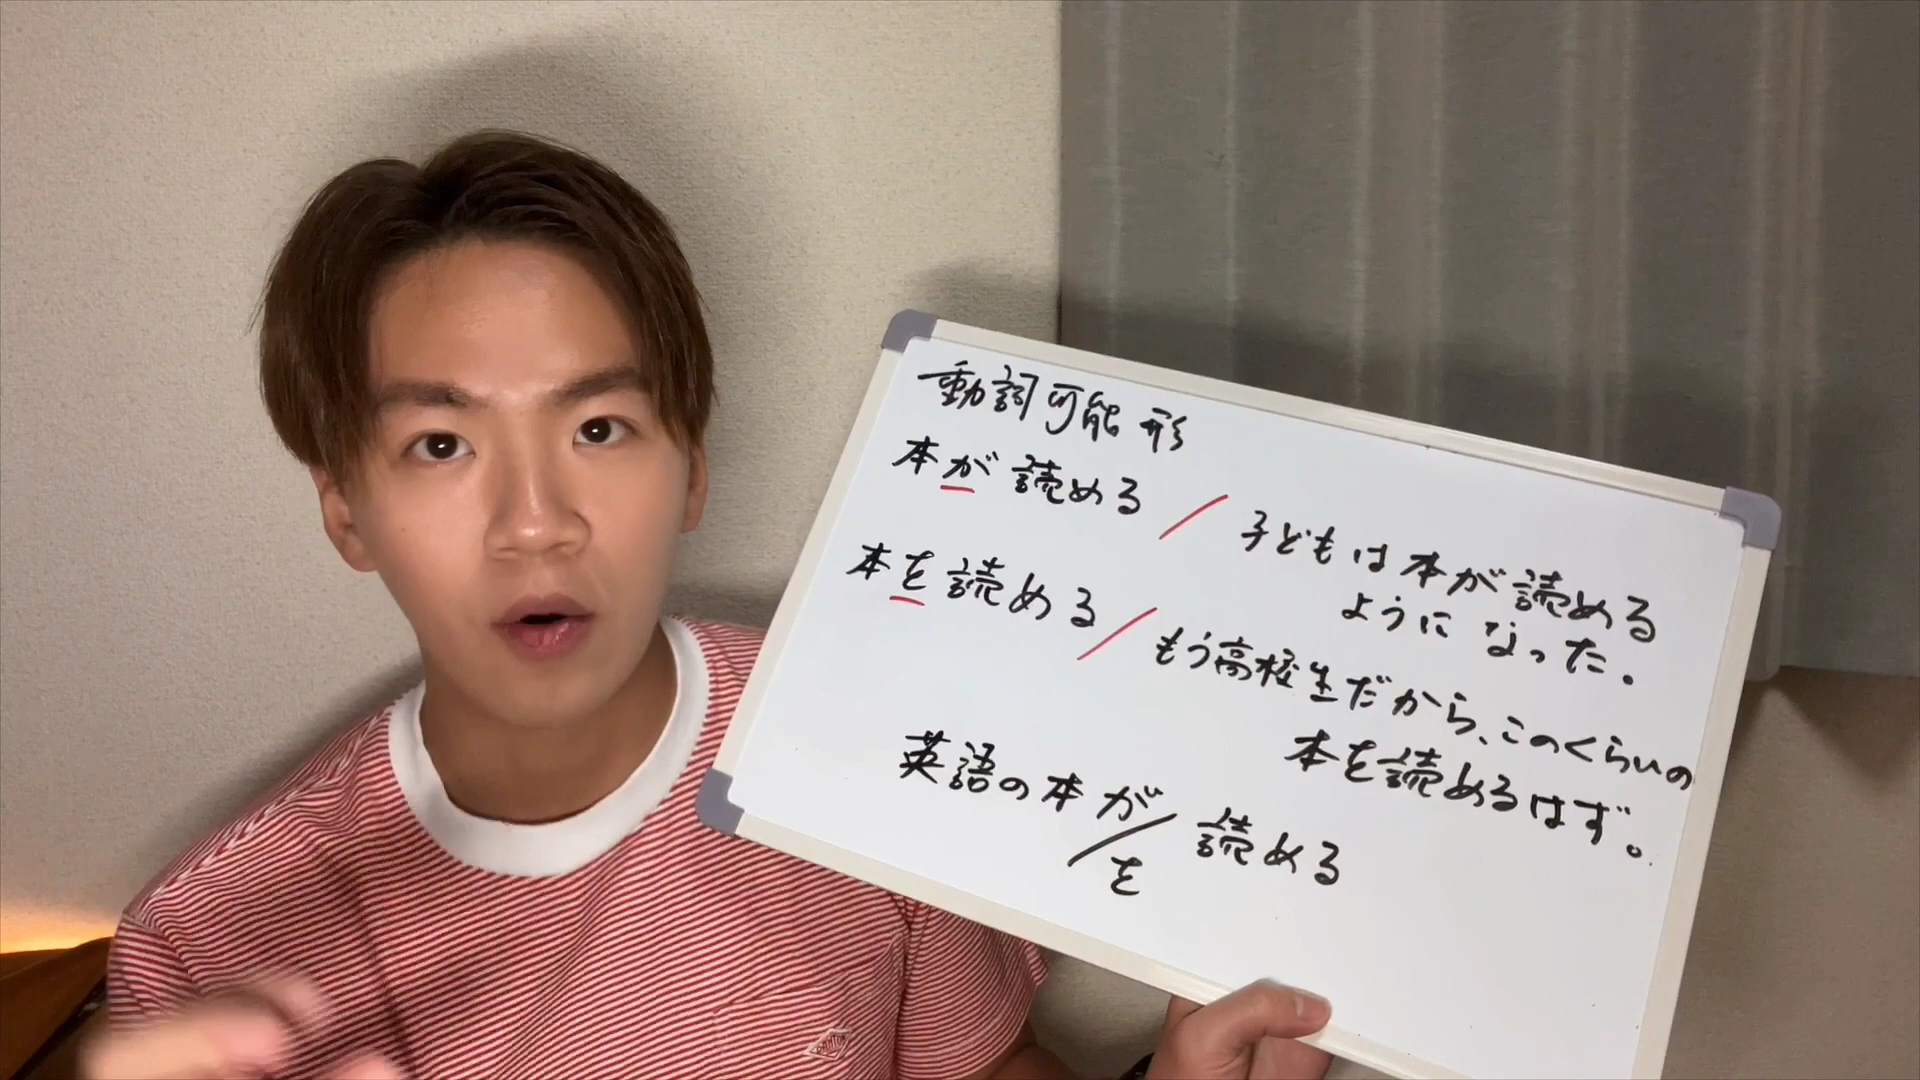 動詞可能形
本が読める / 子どもは本が読める
ようになった。
本を読める / もう高校生だから、このくらいの
本を読めるはず。
英語の本が/を 読める